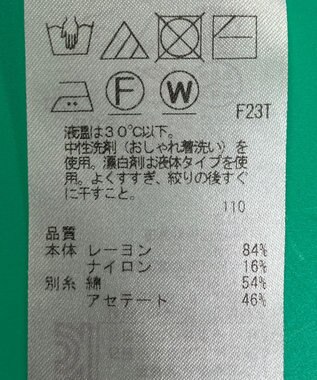 F W
F23T
液温は30℃以下。
中性洗剤(おしゃれ着洗い)を
使用。漂白剤は液体タイプを使
用。よくすすぎ、絞りの後すぐ
に干すこと。
110
品質
本体 レーヨン 84%
ナイロン 16%
別糸 綿 54%
アセテート 46%